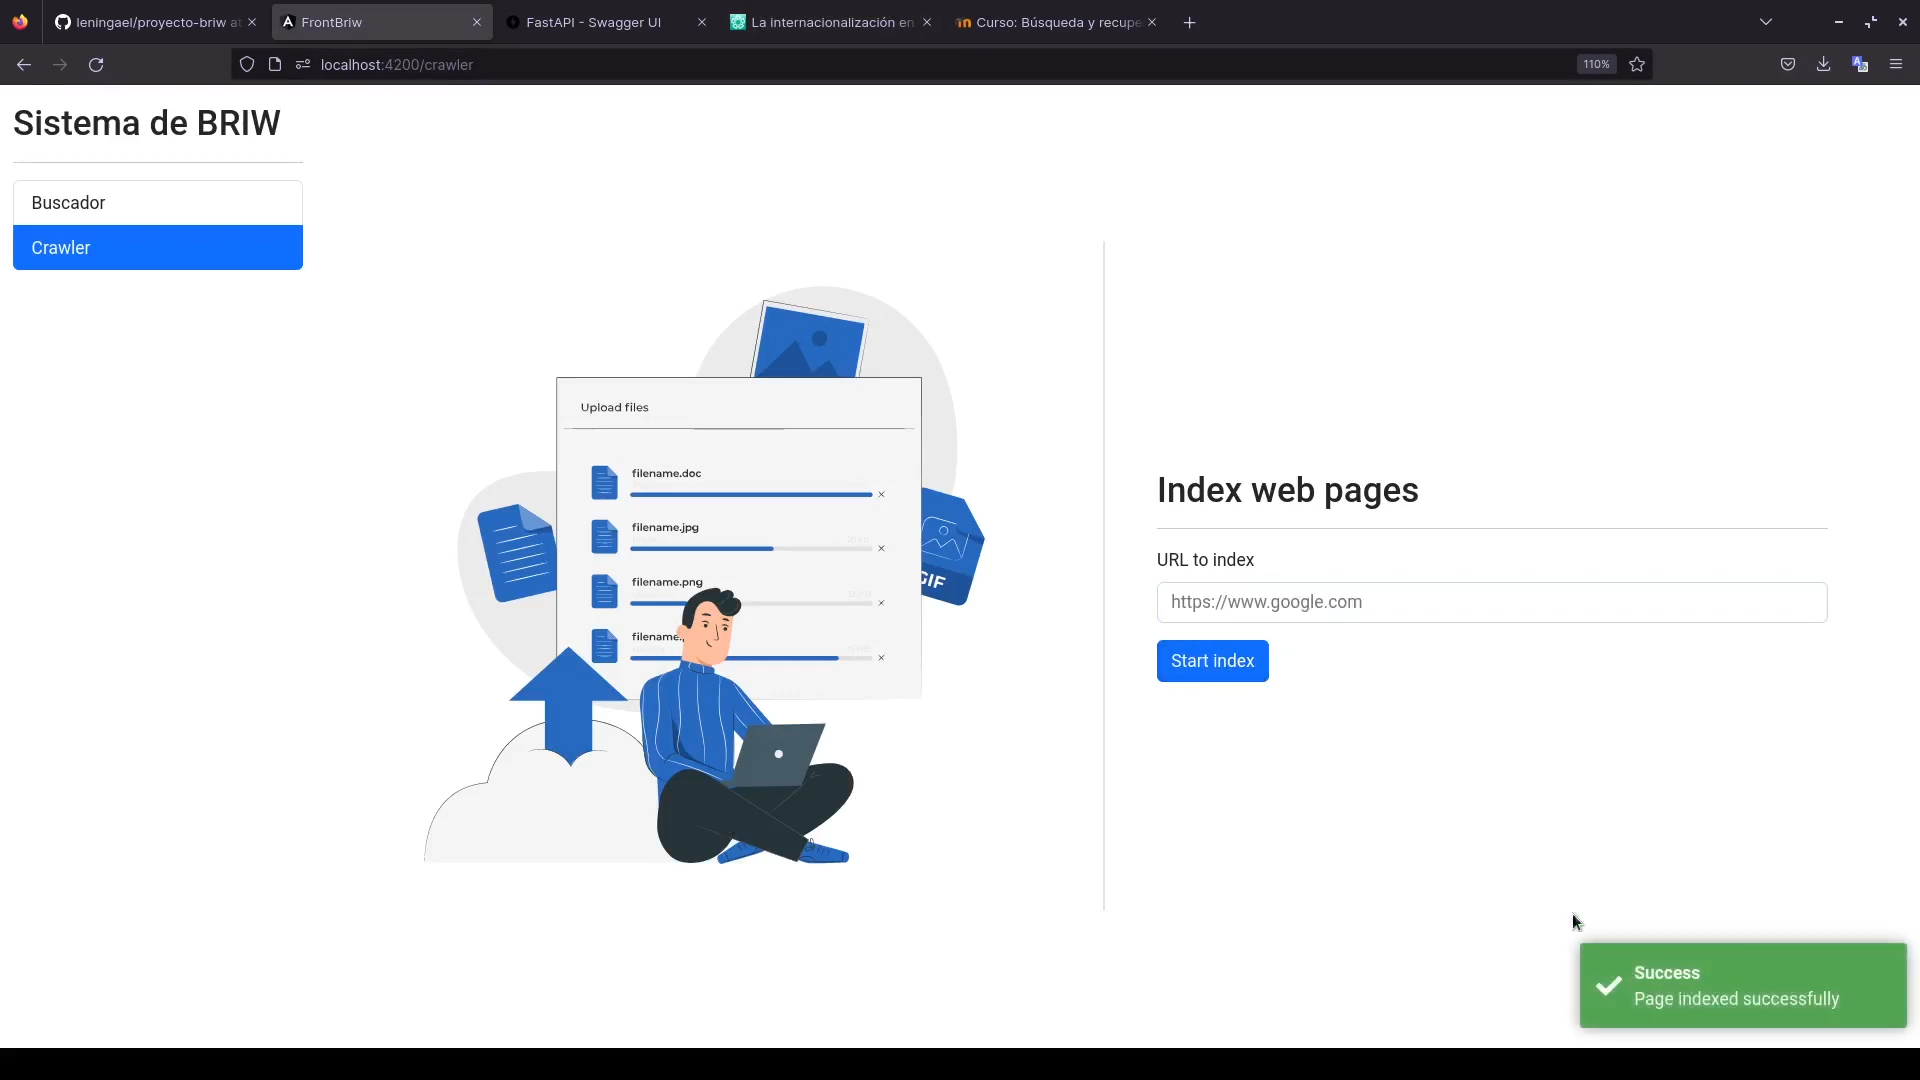 leningael/proyecto-briw at
FrontBriw
FastAPI - Swagger UI
La internacionalización en
Curso: Búsqueda y recupe
localhost:4200/crawler
110%
Sistema de BRIW
Buscador
Crawler
Upload files
filename.doc
filename.jpg
filename.png
filename.
GIF
Index web pages
URL to index
https://www.google.com
Start index
Success
Page indexed successfully